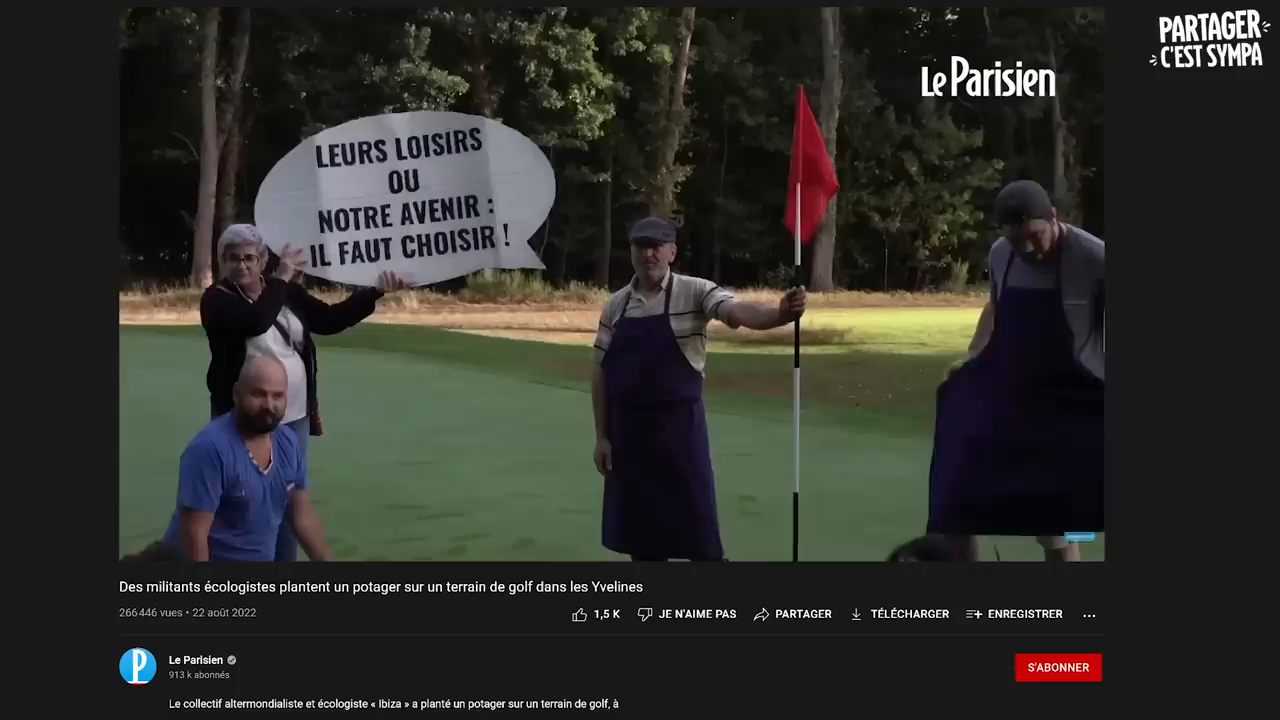 PARTAGER
C'EST SYMPA
Le Parisien
LEURS LOISIRS
OU
NOTRE AVENIR :
IL FAUT CHOISIR !
Des militants écologistes plantent un potager sur un terrain de golf dans les Yvelines
266 446 vues • 22 août 2022
1,5 K
JE N'AIME PAS
PARTAGER
TÉLÉCHARGER
ENREGISTRER
...
Le Parisien
913 k abonnés
S'ABONNER
Le collectif altermondialiste et écologiste « Ibiza » a planté un potager sur un terrain de golf, à